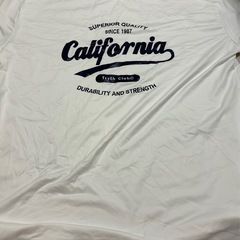 SUPERIOR QUALITY
SINCE 1987
California
DURABILITY AND STRENGTH